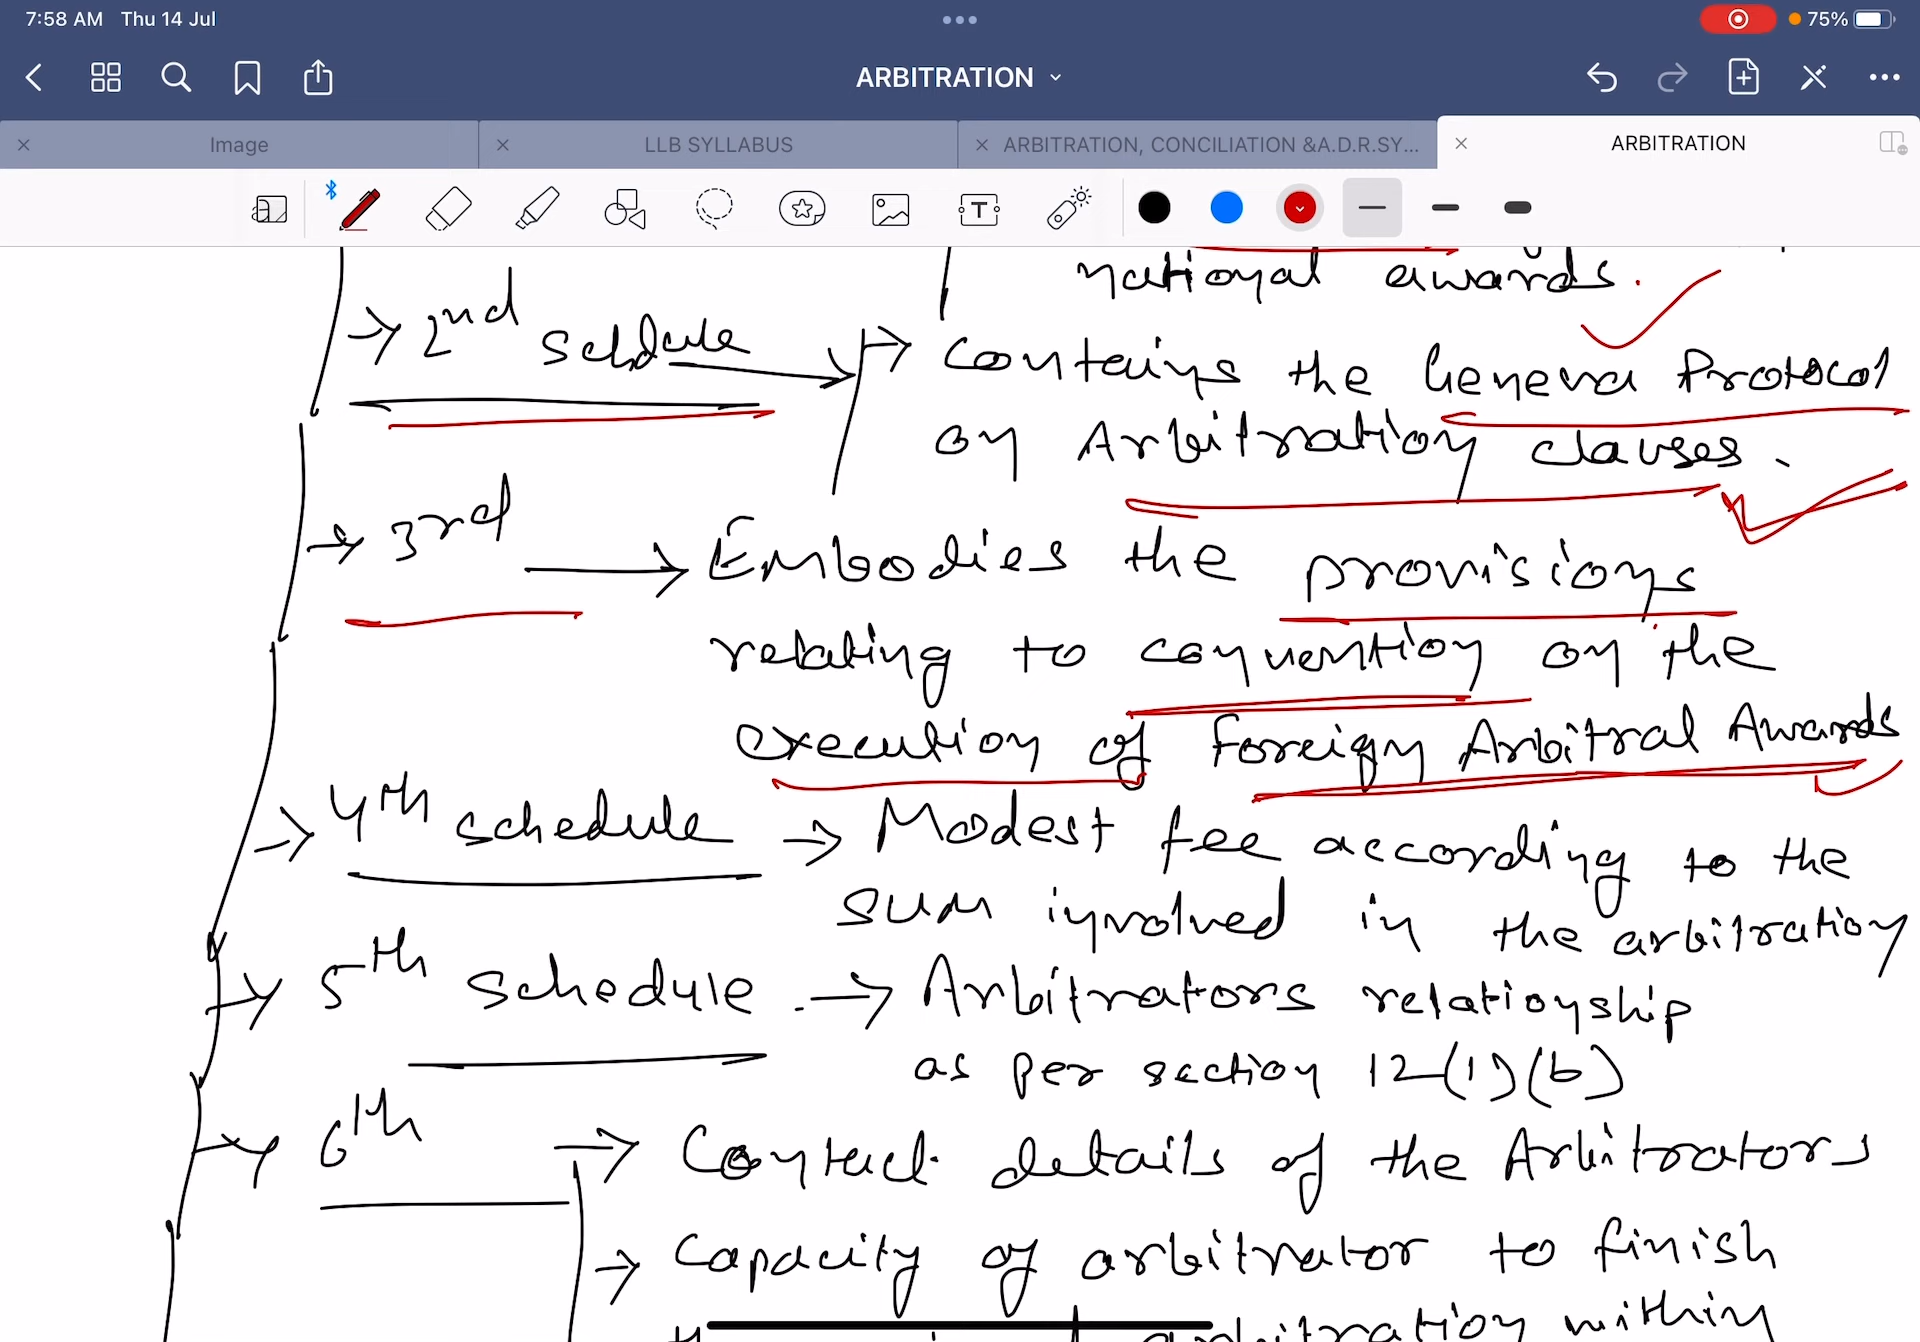 7:58 AM Thu 14 Jul
75%
ARBITRATION
Image
LLB SYLLABUS
ARBITRATION, CONCILIATION &A.D.R.SY...
ARBITRATION
national awards.
→ 2nd Schdule → contains the Geneva Protocol
on Arbitration clauses.
→ 3rd → Embodies the provisions
relating to convention on the
execution of Foreign Arbitral Awards
→ 4th schedule → Modest fee according to the
sum involved in the arbitration
→ 5th schedule → Arbitrators relationship
as per section 12(1)(b)
→ 6th → Contact details of the Arbitrators
→ Capacity of arbitrator to finish
arbitration within